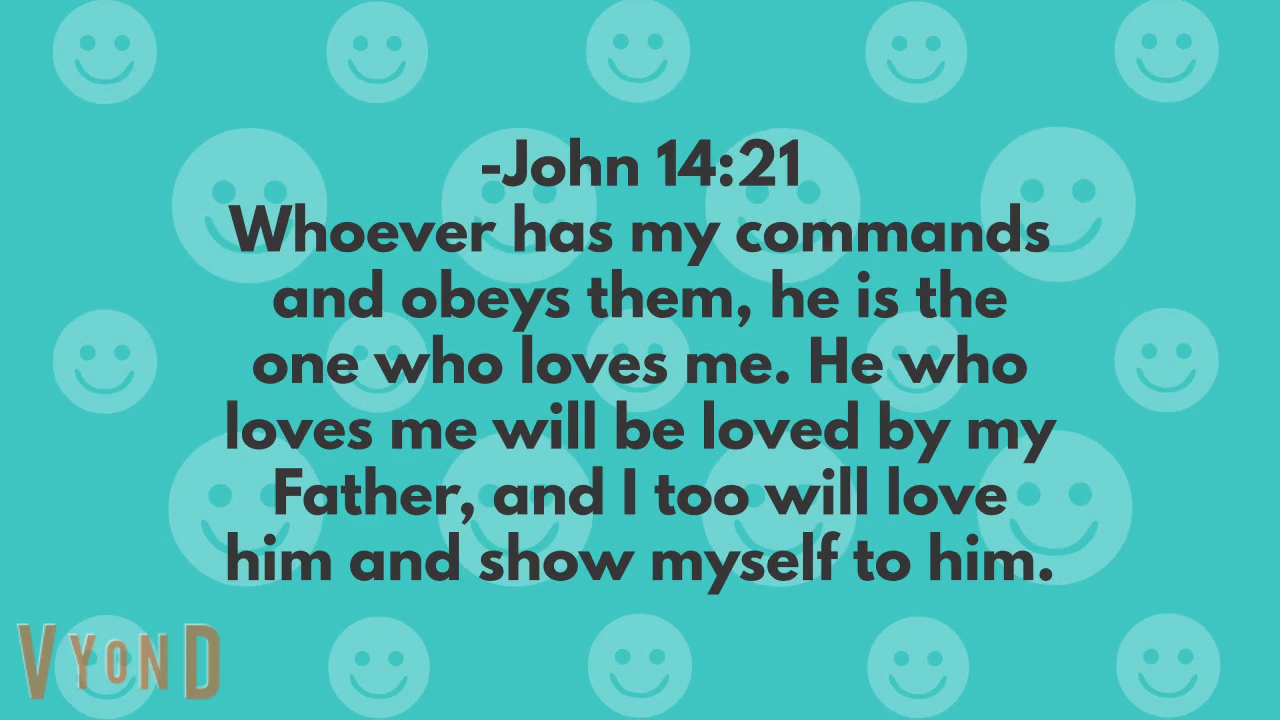 -John 14:21
Whoever has my commands
and obeys them, he is the
one who loves me. He who
loves me will be loved by my
Father, and I too will love
him and show myself to him.
VYOND